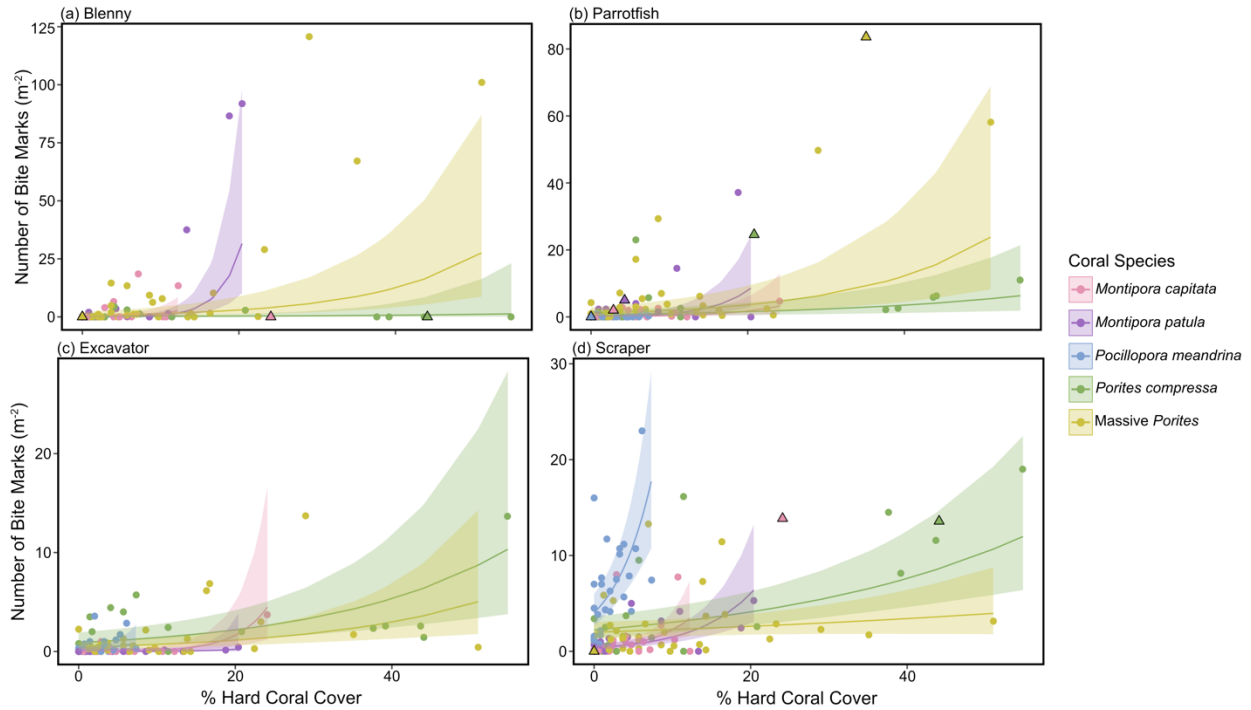 (a) Blenny
(b) Parrotfish
125
100
75
50
25
0
80
60
40
20
0
Number of Bite Marks (m-2)
(c) Excavator
(d) Scraper
20
10
0
30
20
10
0
Number of Bite Marks (m-2)
0
20
40
0
20
40
% Hard Coral Cover
% Hard Coral Cover
Coral Species
Montipora capitata
Montipora patula
Pocillopora meandrina
Porites compressa
Massive Porites